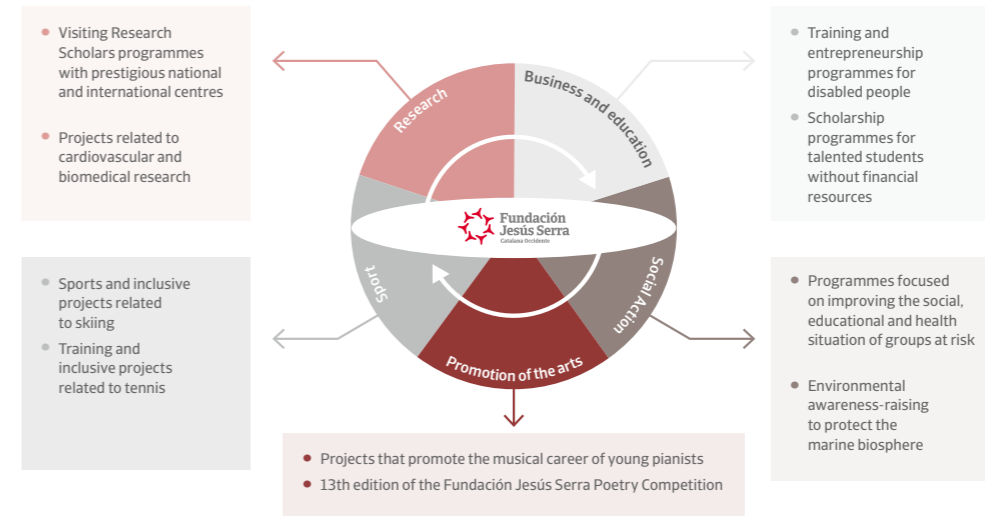 Visiting Research
Scholars programmes
with prestigious national
and international centres
Projects related to
cardiovascular and
biomedical research
Research
Business and education
Training and
entrepreneurship
programmes for
disabled people
Scholarship
programmes for
talented students
without financial
resources
Fundación
Jesús Serra
Catalana Occidente
Sports and inclusive
projects related
to skiing
Training and
inclusive projects
related to tennis
Sport
Social Action
Programmes focused
on improving the social,
educational and health
situation of groups at risk
Environmental
awareness-raising
to protect the
marine biosphere
Promotion of the arts
Projects that promote the musical career of young pianists
13th edition of the Fundación Jesús Serra Poetry Competition